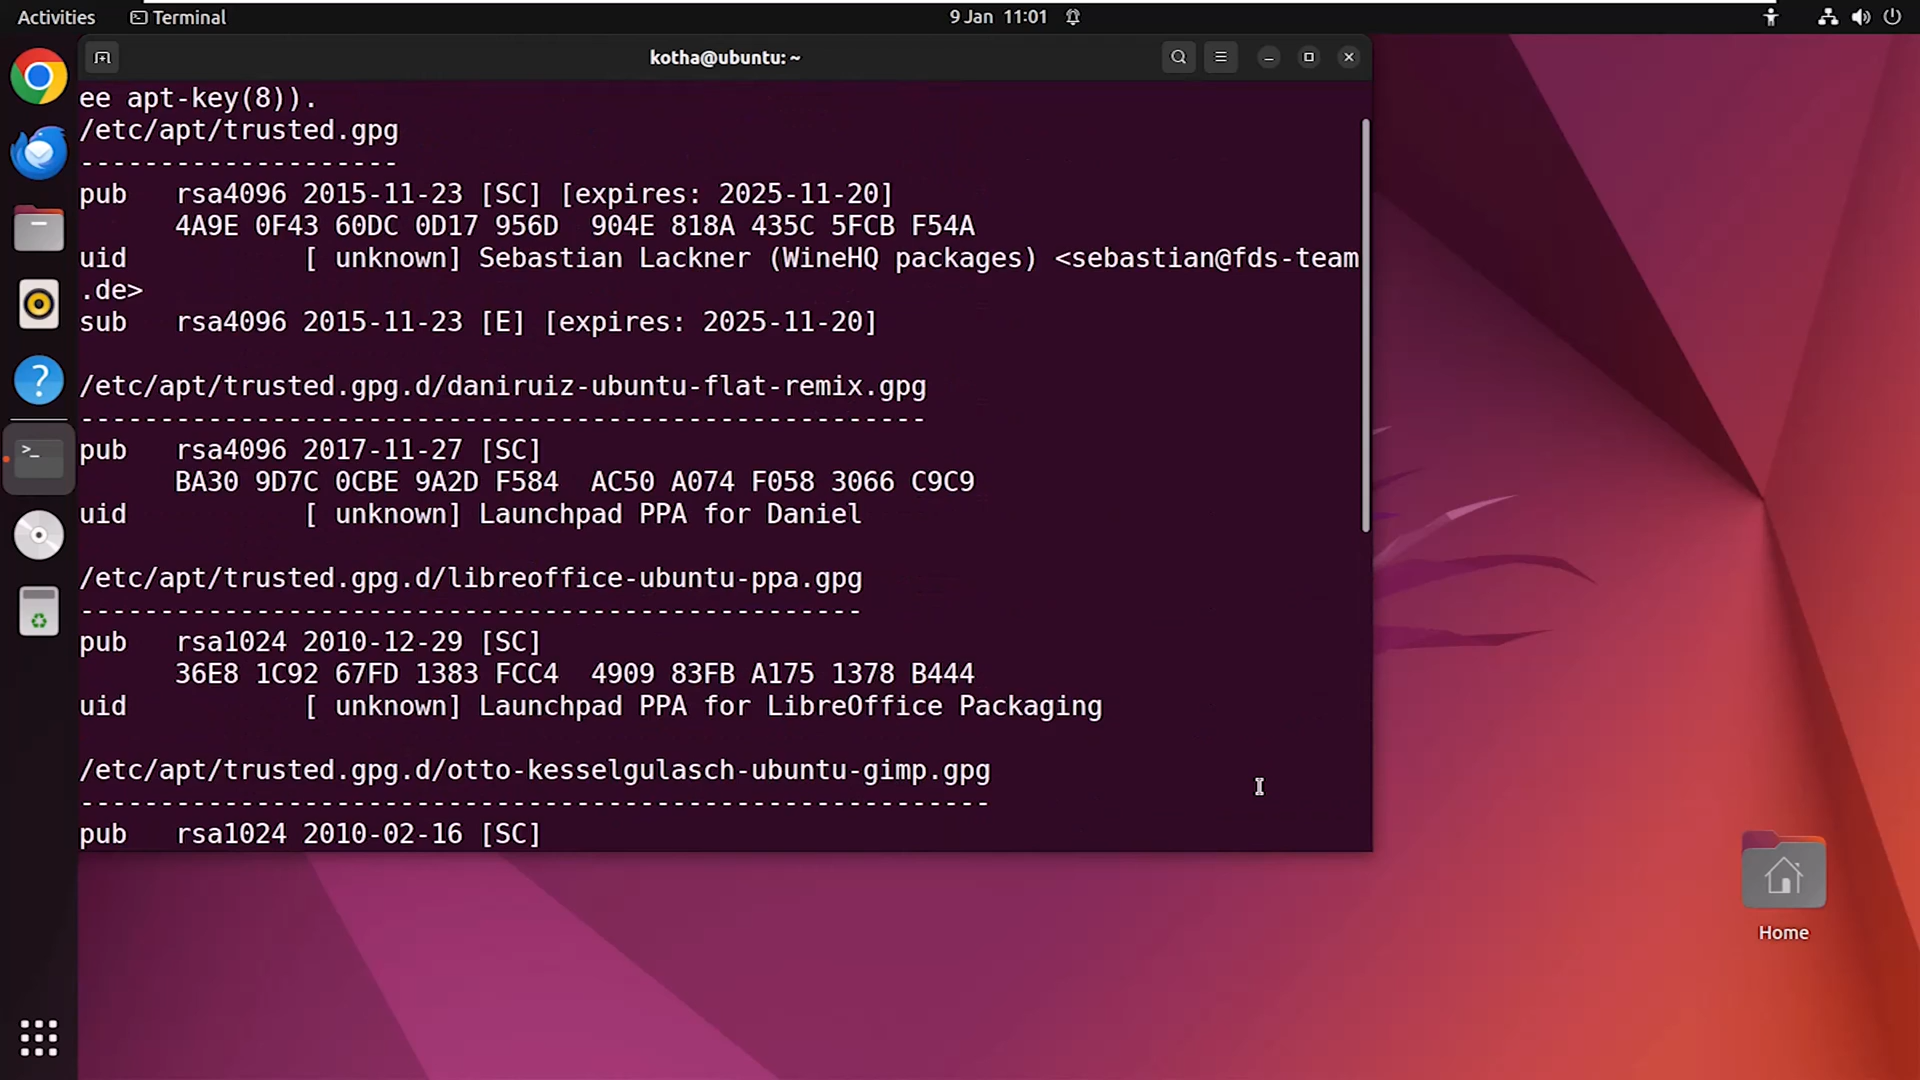 Activities
Terminal
9 Jan 11:01
kotha@ubuntu: ~
ee apt-key(8)).
/etc/apt/trusted.gpg
--------------------
pub   rsa4096 2015-11-23 [SC] [expires: 2025-11-20]
      4A9E 0F43 60DC 0D17 956D  904E 818A 435C 5FCB F54A
uid           [ unknown] Sebastian Lackner (WineHQ packages) <sebastian@fds-team
.de>
sub   rsa4096 2015-11-23 [E] [expires: 2025-11-20]
/etc/apt/trusted.gpg.d/daniruiz-ubuntu-flat-remix.gpg
-----------------------------------------------------
pub   rsa4096 2017-11-27 [SC]
      BA30 9D7C 0CBE 9A2D F584  AC50 A074 F058 3066 C9C9
uid           [ unknown] Launchpad PPA for Daniel
/etc/apt/trusted.gpg.d/libreoffice-ubuntu-ppa.gpg
-------------------------------------------------
pub   rsa1024 2010-12-29 [SC]
      36E8 1C92 67FD 1383 FCC4  4909 83FB A175 1378 B444
uid           [ unknown] Launchpad PPA for LibreOffice Packaging
/etc/apt/trusted.gpg.d/otto-kesselgulasch-ubuntu-gimp.gpg
---------------------------------------------------------
pub   rsa1024 2010-02-16 [SC]
Home